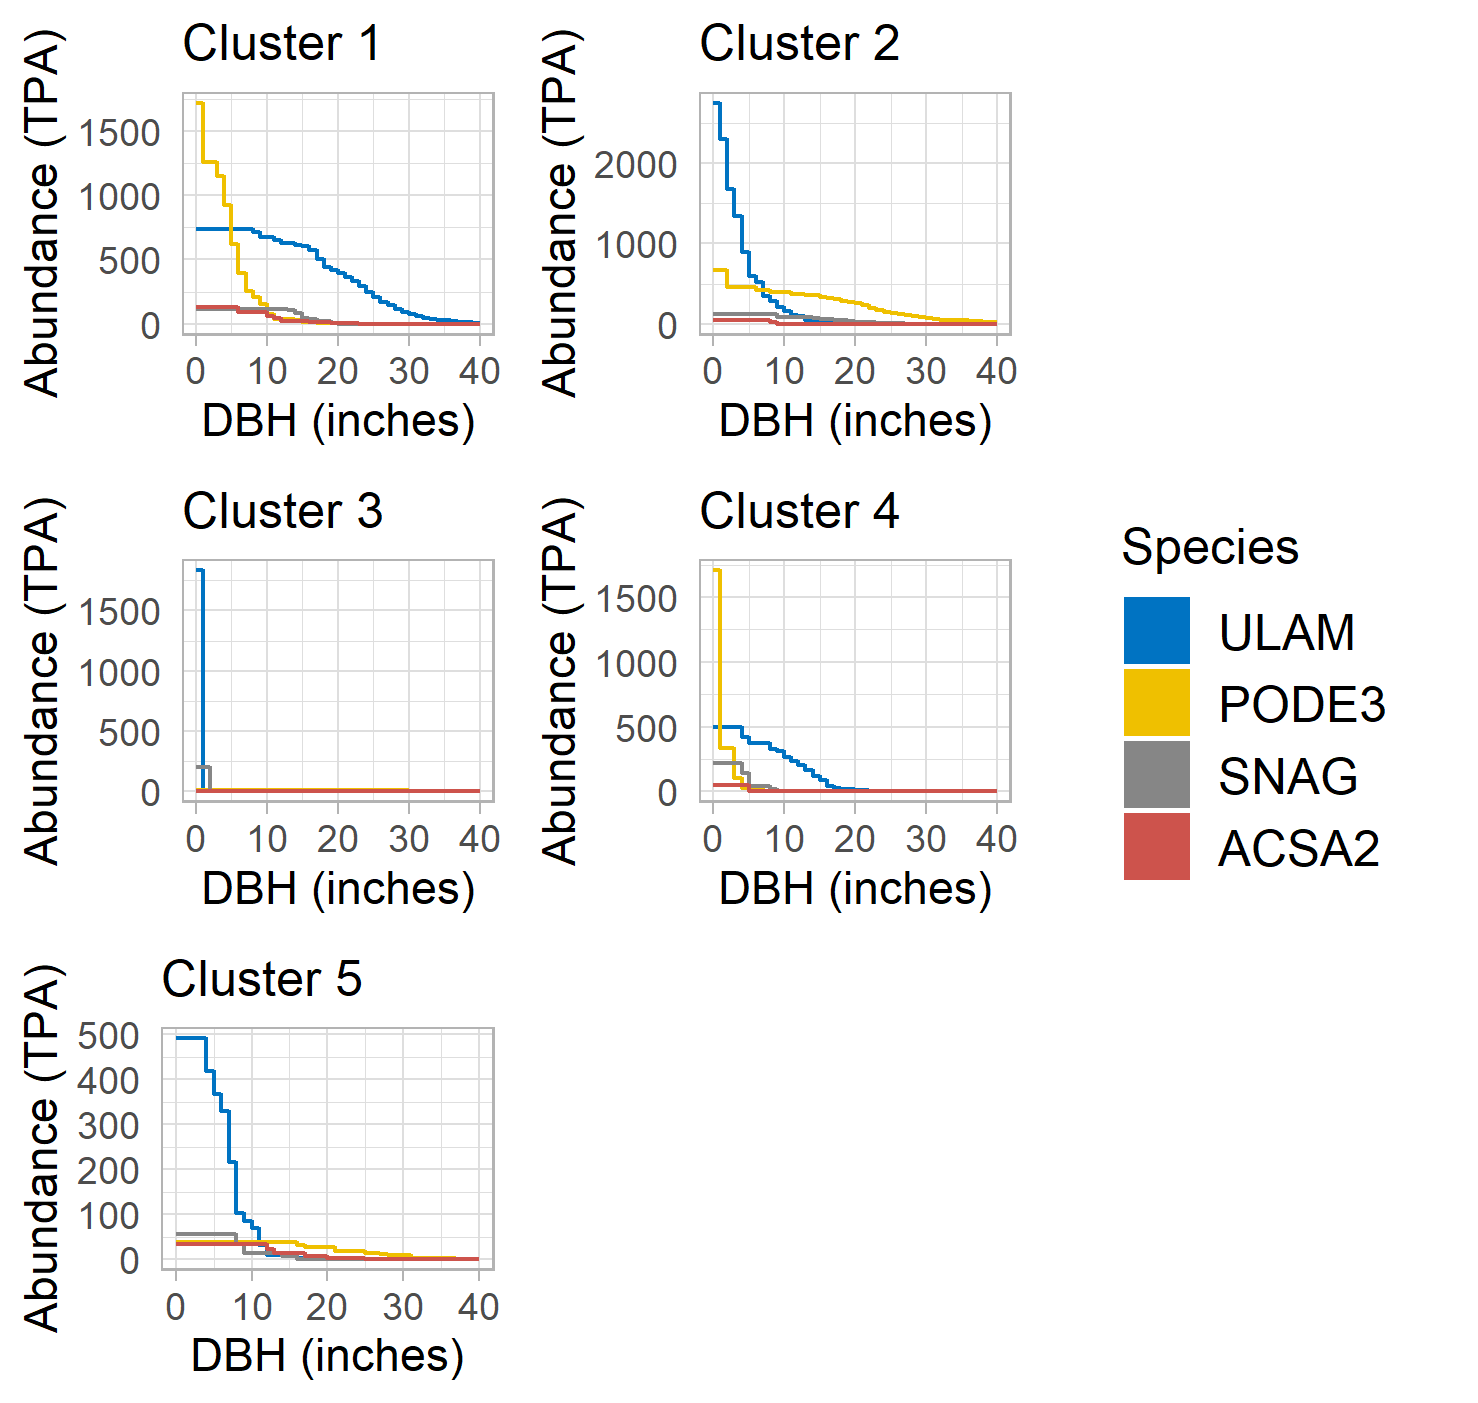 Cluster 1
Abundance (TPA)
1500
1000
500
0
0 10 20 30 40
DBH (inches)
Cluster 2
Abundance (TPA)
2000
1000
0
0 10 20 30 40
DBH (inches)
Cluster 3
Abundance (TPA)
1500
1000
500
0
0 10 20 30 40
DBH (inches)
Cluster 4
Abundance (TPA)
1500
1000
500
0
0 10 20 30 40
DBH (inches)
Species
ULAM
PODE3
SNAG
ACSA2
Cluster 5
Abundance (TPA)
500
400
300
200
100
0
0 10 20 30 40
DBH (inches)